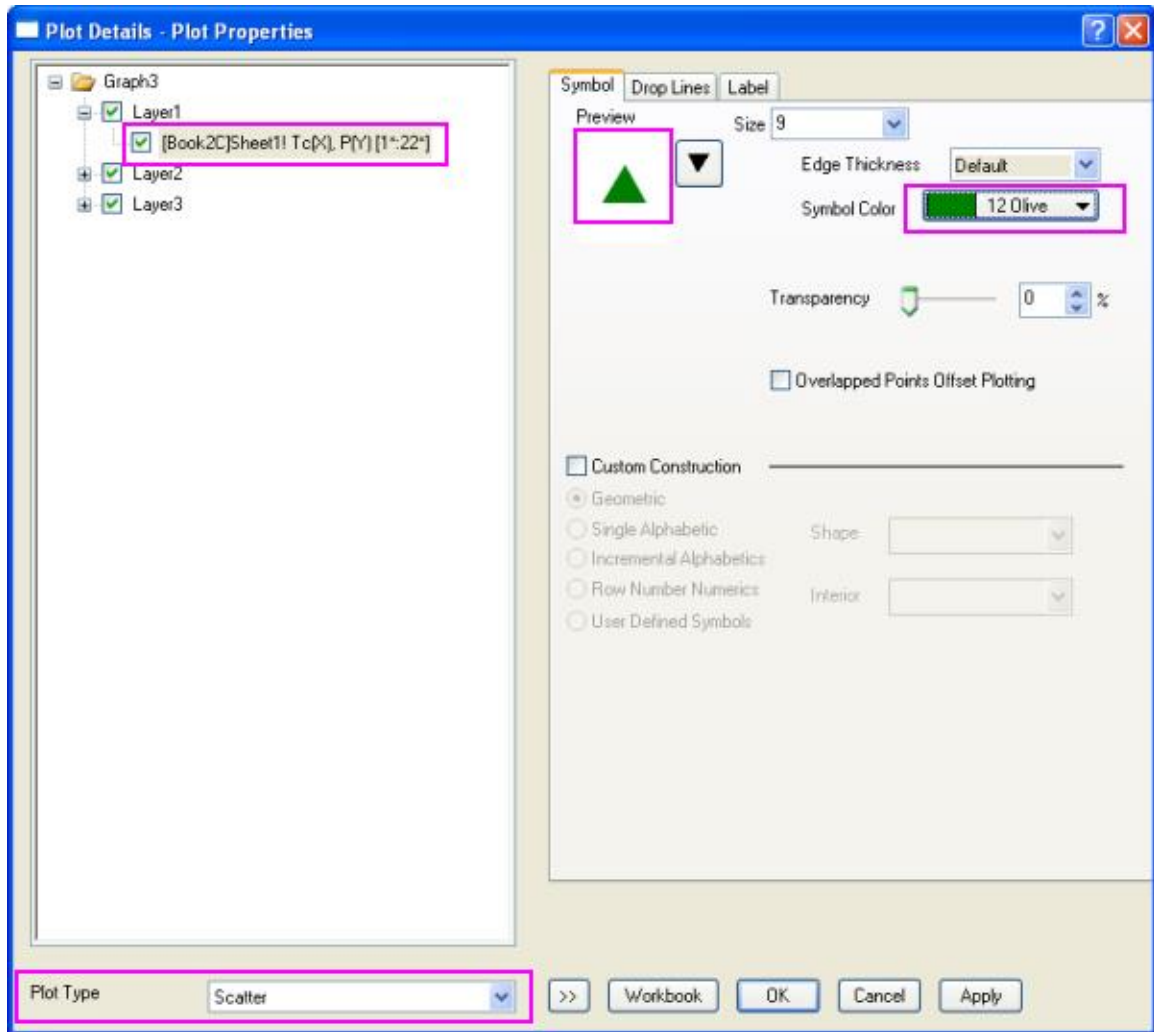 Plot Details - Plot Properties
Graph3
Layer1
[Book2C]Sheet1! Tc(X), P(Y) [1*:22*]
Layer2
Layer3
Symbol Drop Lines Label
Preview
Size 9
Edge Thickness Default
Symbol Color 12 Olive
Transparency 0 %
Overlapped Points Offset Plotting
Custom Construction
Geometric
Single Alphabetic
Shape
Incremental Alphabetics
Row Number Numerics
Interior
User Defined Symbols
Plot Type Scatter >> Workbook OK Cancel Apply